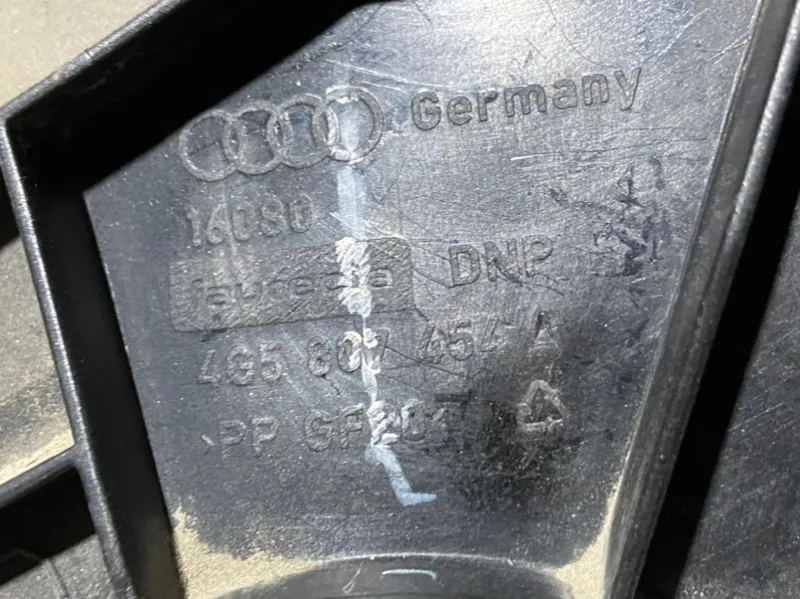 Germany
16080
faurecia DNP
4G5 807 454 A
>PP GF20<